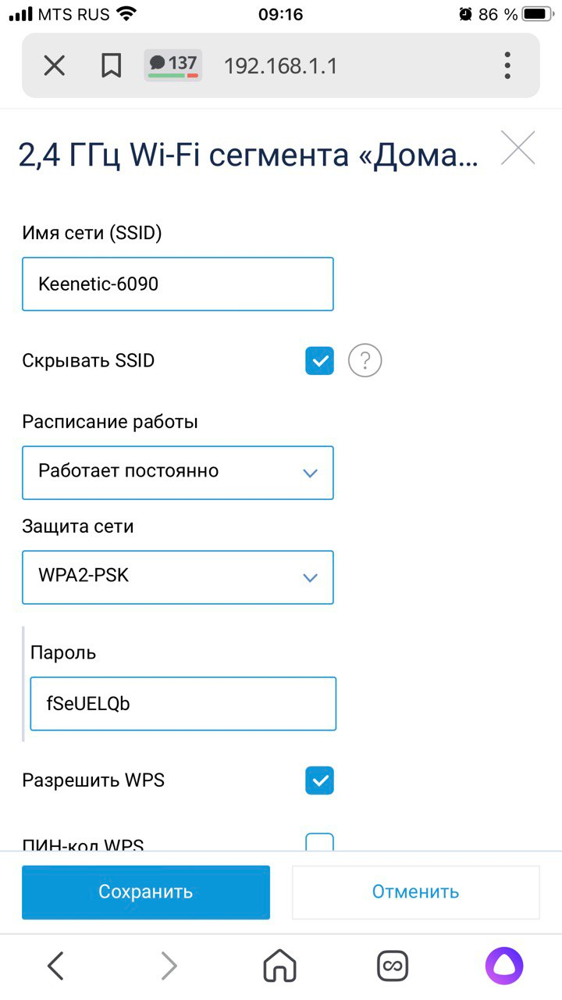 MTS RUS 09:16 86 %
137 192.168.1.1
2,4 ГГц Wi-Fi сегмента «Дома...
Имя сети (SSID)
Keenetic-6090
Скрывать SSID ?
Расписание работы
Работает постоянно
Защита сети
WPA2-PSK
Пароль
fSeUELQb
Разрешить WPS
ПИН-код WPS
Сохранить Отменить